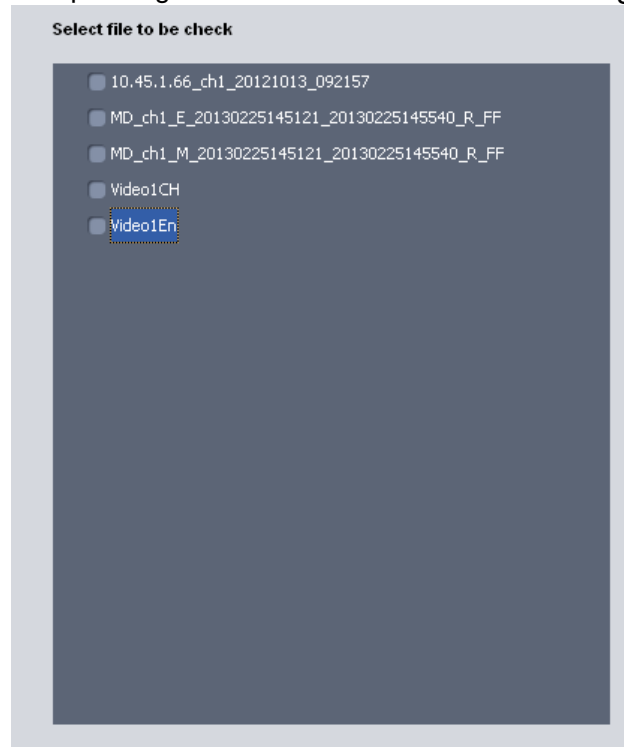 Select file to be check
10.45.1.66_ch1_20121013_092157
MD_ch1_E_20130225145121_20130225145540_R_FF
MD_ch1_M_20130225145121_20130225145540_R_FF
Video1CH
Video1En